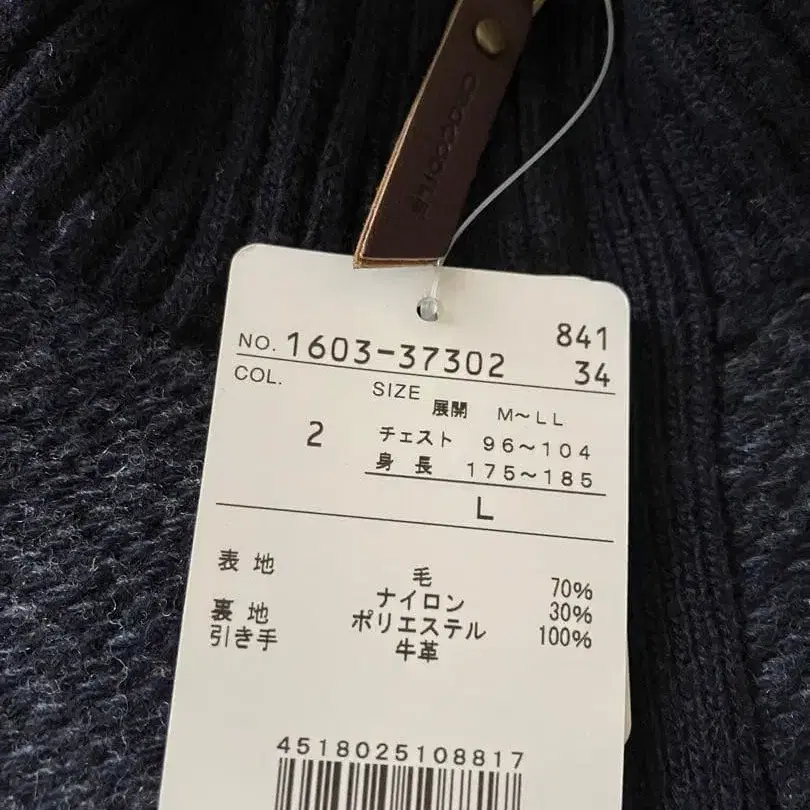 crocodile
NO. 1603-37302
841
34
COL.
2
SIZE
展開 M～LL
チェスト 96～104
身 長 175～185
L
表 地 毛 70%
ナイロン 30%
裏 地 ポリエステル 100%
引き手 牛革
4518025108817